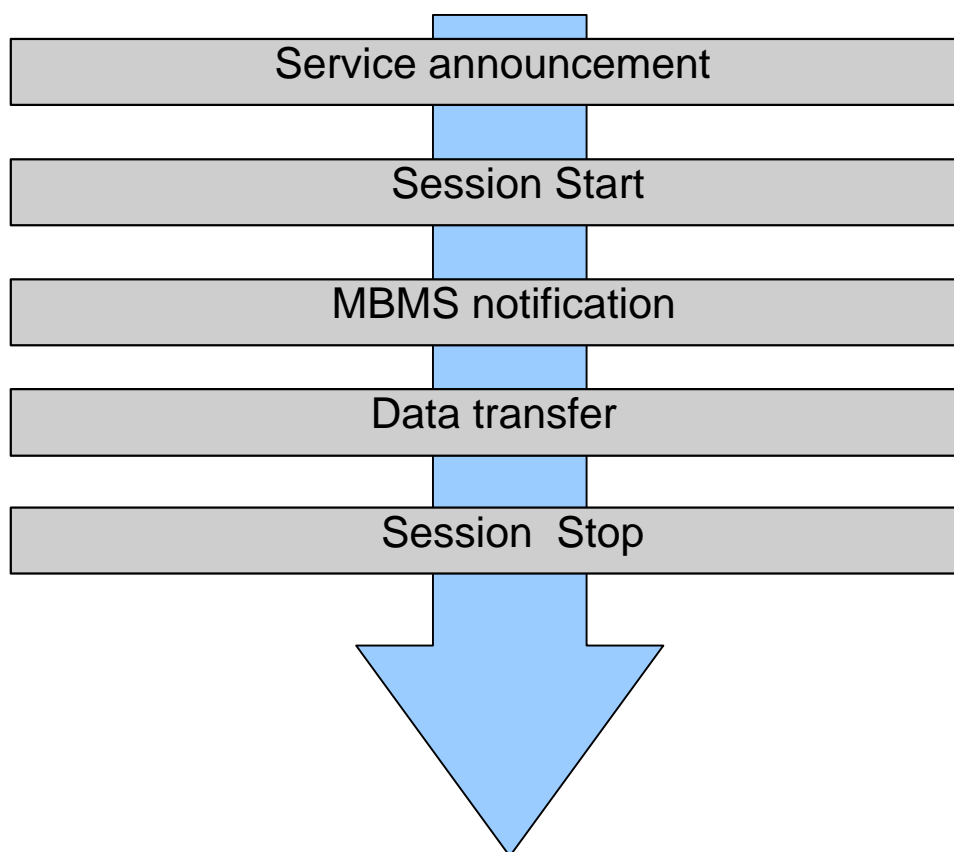 Service announcement
Session Start
MBMS notification
Data transfer
Session  Stop